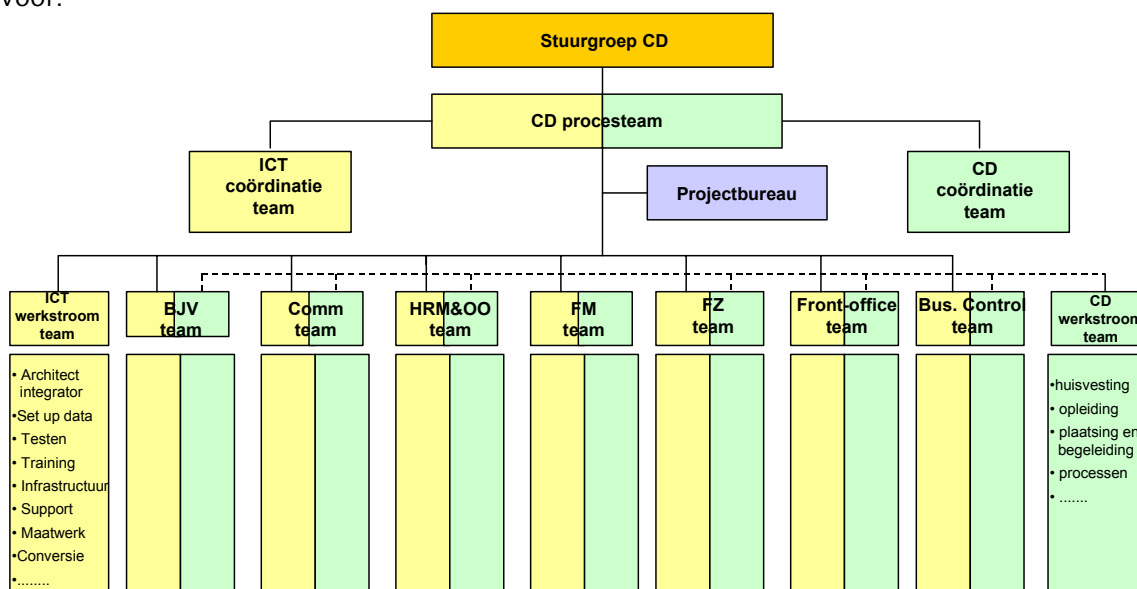 voor:
Stuurgroep CD
CD procesteam
ICT
coördinatie
team
Projectbureau
CD
coördinatie
team
ICT
werkstroom
team
BJV
team
Comm
team
HRM&OO
team
FM
team
FZ
team
Front-office
team
Bus. Control
team
CD
werkstroom
team
• Architect
integrator
•Set up data
• Testen
• Training
• Infrastructuur
• Support
• Maatwerk
•Conversie
•........
•huisvesting
• opleiding
• plaatsing en
begeleiding
• processen
• .......